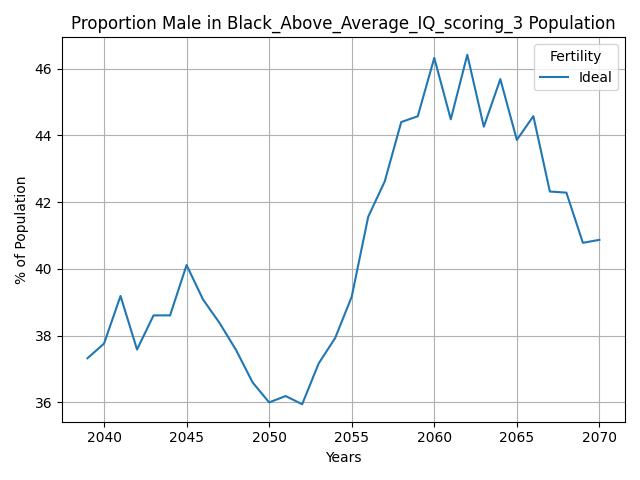 Proportion Male in Black_Above_Average_IQ_scoring_3 Population
Fertility
Ideal
% of Population
46
44
42
40
38
36
2040 2045 2050 2055 2060 2065 2070
Years